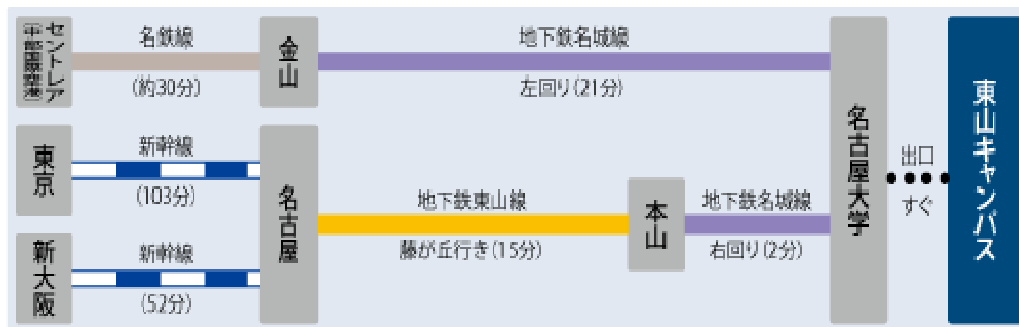 セントレア
(中部国際空港)
名鉄線
(約30分)
金山
地下鉄名城線
左回り(21分)
東京
新幹線
(103分)
新大阪
新幹線
(52分)
名古屋
地下鉄東山線
藤が丘行き(15分)
本山
地下鉄名城線
右回り(2分)
名古屋大学
出口
すぐ
東山キャンパス